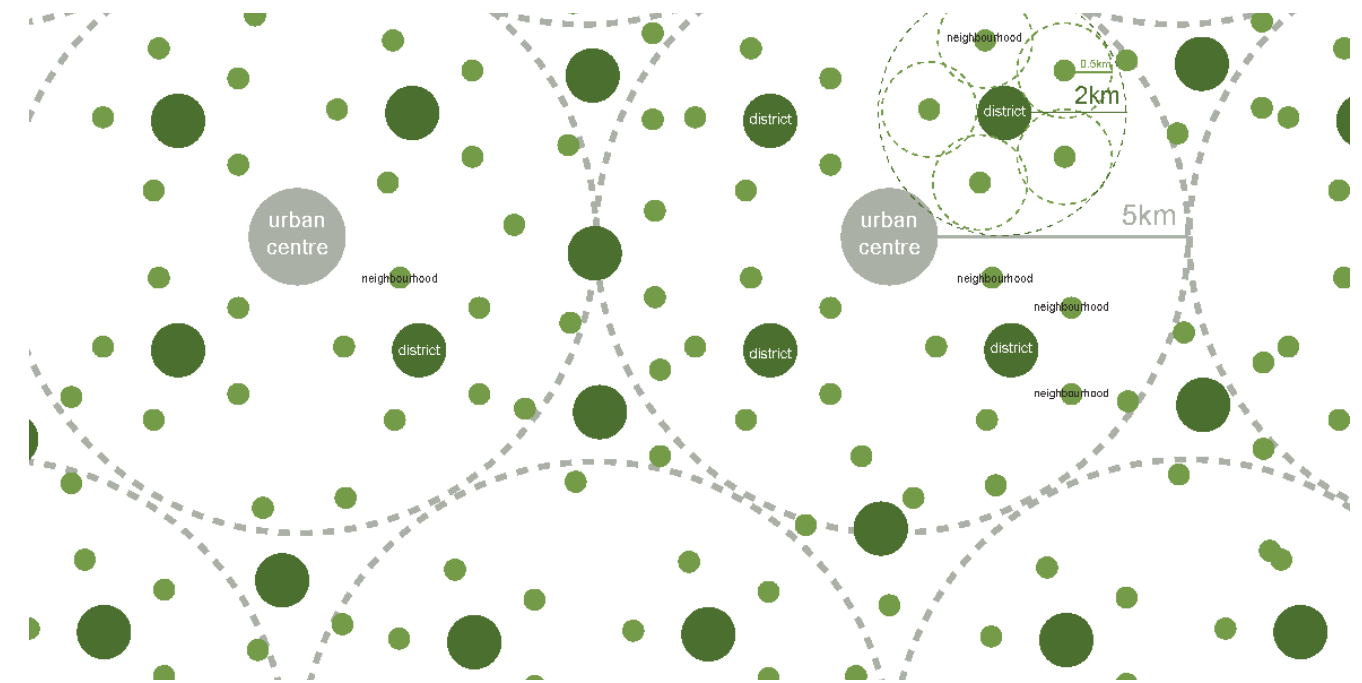 neighbourhood
0.5km
2km
district
district
urban
centre
urban
centre
5km
neighbourhood
neighbourhood
neighbourhood
district
district
district
neighbourhood